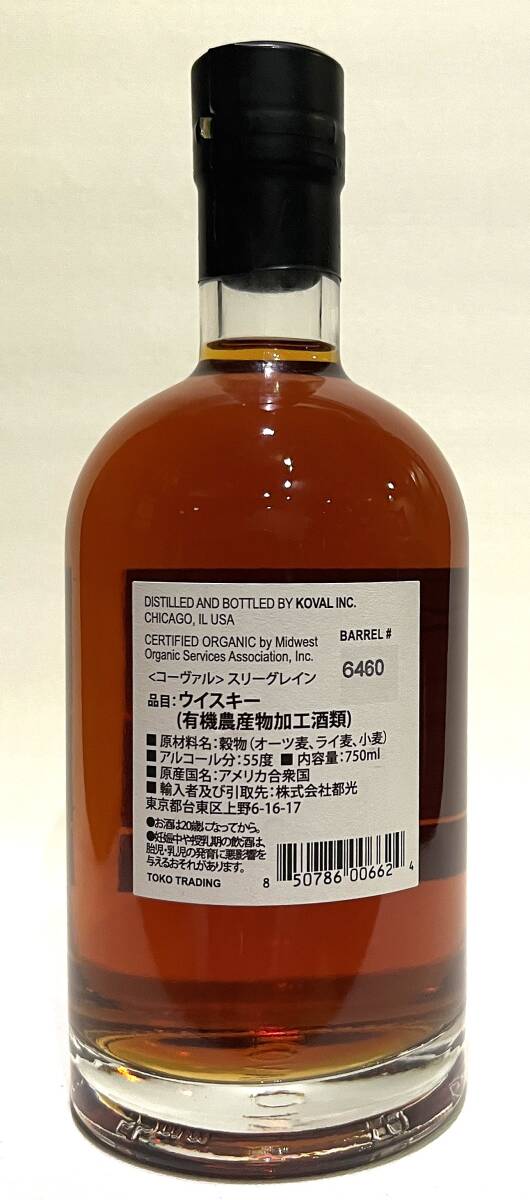 DISTILLED AND BOTTLED BY KOVAL INC.
CHICAGO, IL USA
CERTIFIED ORGANIC by Midwest
Organic Services Association, Inc.
BARREL #
6460
<コーヴァル> スリーグレイン
品目:ウイスキー
(有機農産物加工酒類)
■ 原材料名:穀物(オーツ麦、ライ麦、小麦)
■ アルコール分:55度 ■ 内容量:750ml
■ 原産国名:アメリカ合衆国
■ 輸入者及び引取先:株式会社都光
東京都台東区上野6-16-17
●お酒は20歳になってから。
●妊娠中や授乳期の飲酒は、
胎児・乳児の発育に悪影響を
与えるおそれがあります。
TOKO TRADING
8 50786 00662 4